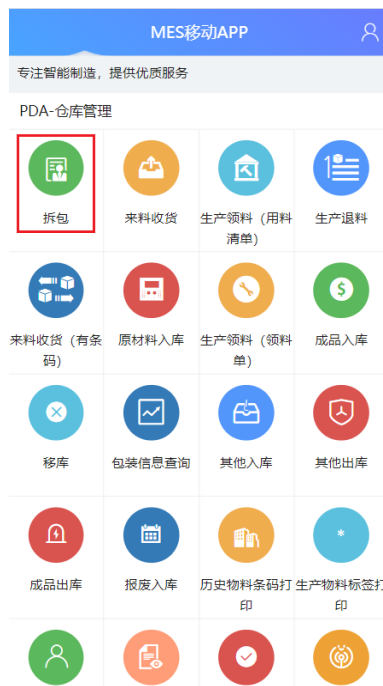 MES移动APP
专注智能制造，提供优质服务
PDA-仓库管理
拆包
来料收货
生产领料（用料
清单）
生产退料
来料收货（有条
码）
原材料入库
生产领料（领料
单）
成品入库
移库
包装信息查询
其他入库
其他出库
成品出库
报废入库
历史物料条码打
印
生产物料标签打
印